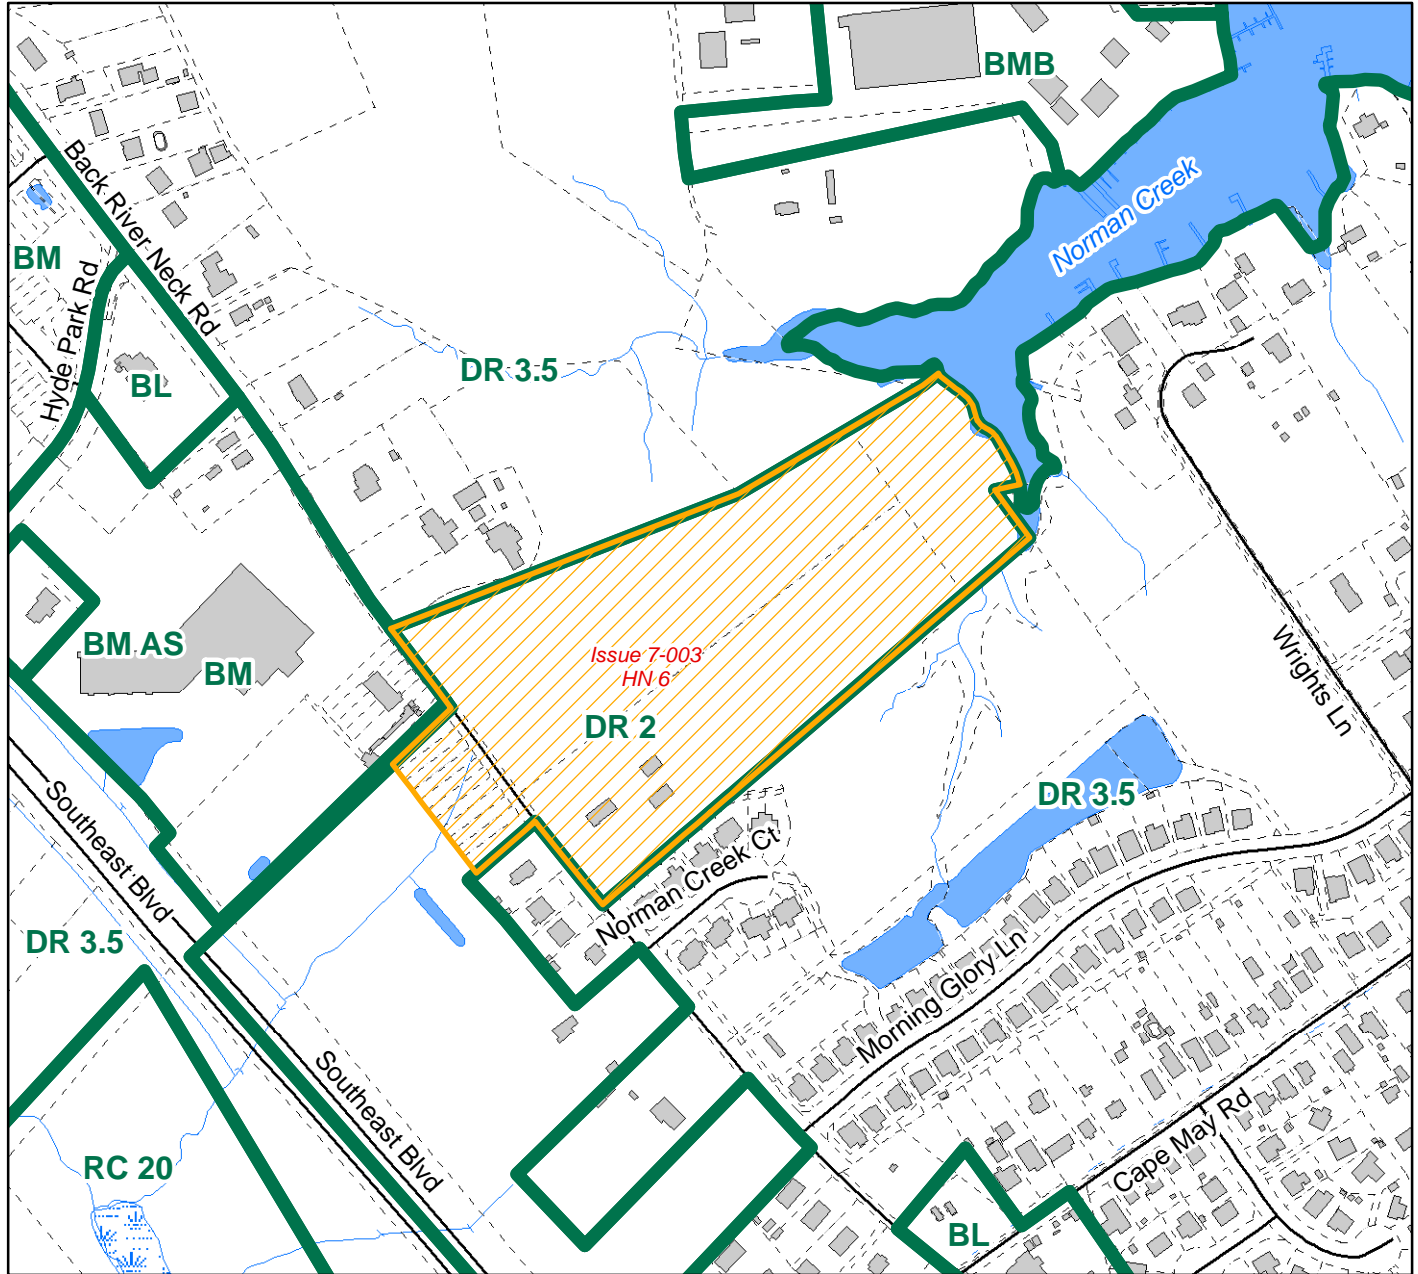 BMB
Back River Neck Rd
Norman Creek
BM
Hyde Park Rd
DR 3.5
BL
BM AS
BM
Issue 7-003
HN 6
DR 2
Wrights Ln
Southeast Blvd
DR 3.5
Norman Creek Ct
DR 3.5
Morning Glory Ln
Southeast Blvd
Cape May Rd
RC 20
BL